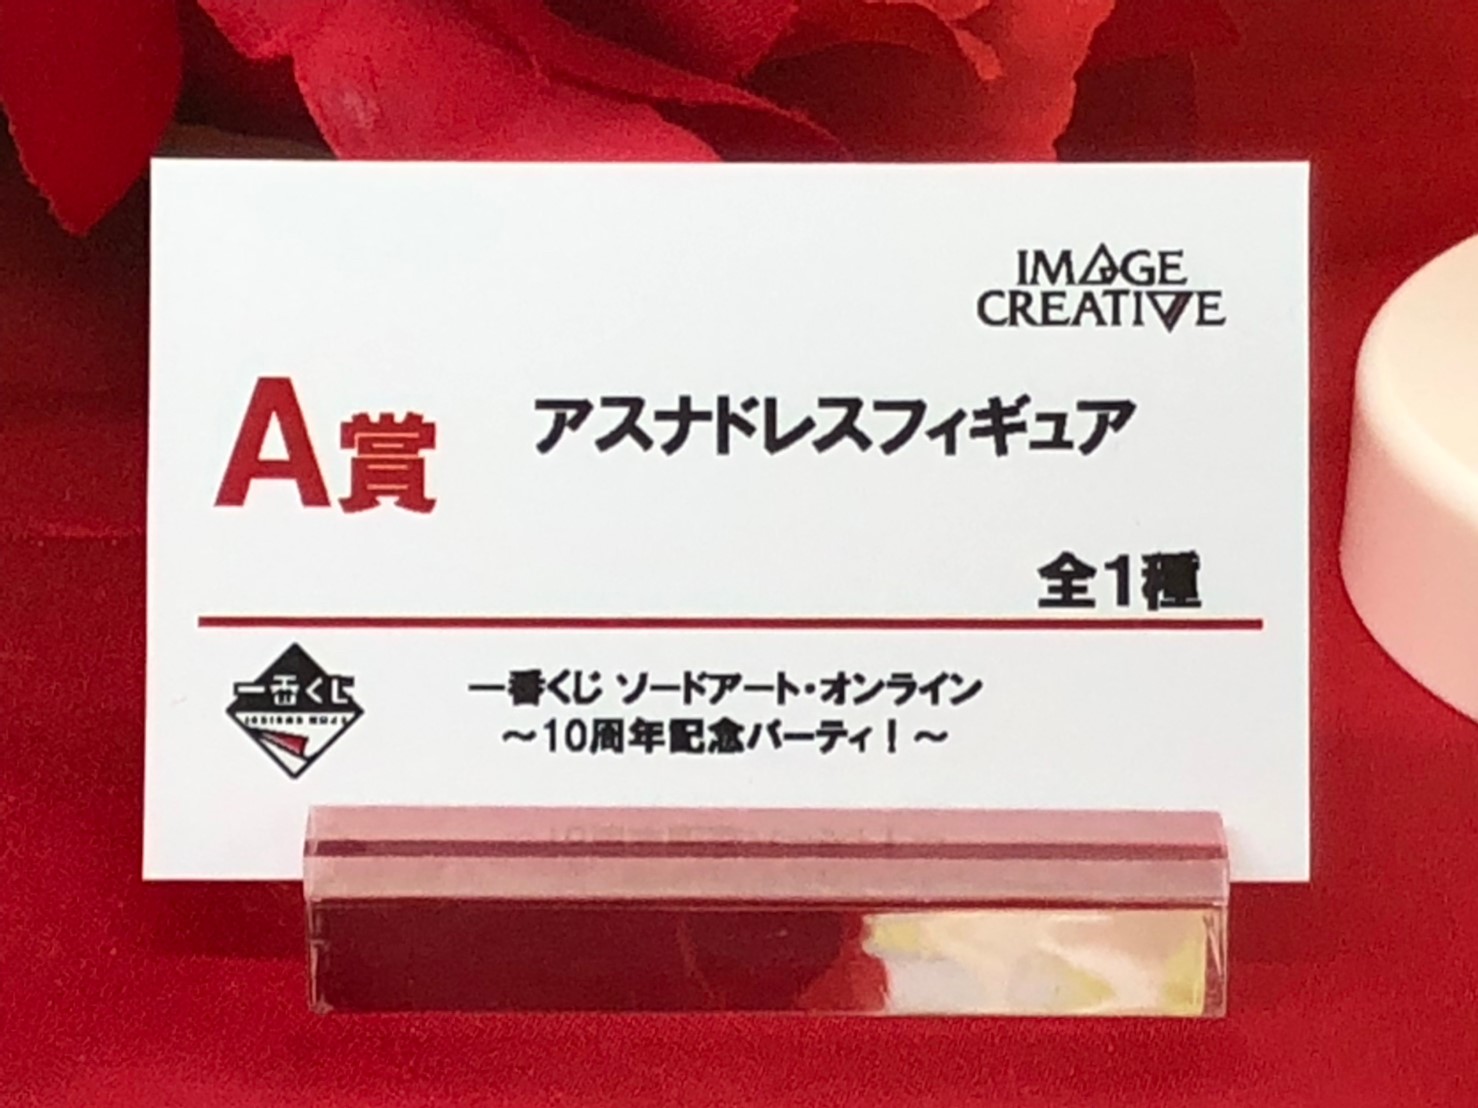 IMAGE
CREATIVE
A賞 アスナドレスフィギュア
全1種
一番くじ
一番くじ ソードアート・オンライン
～10周年記念パーティ！～